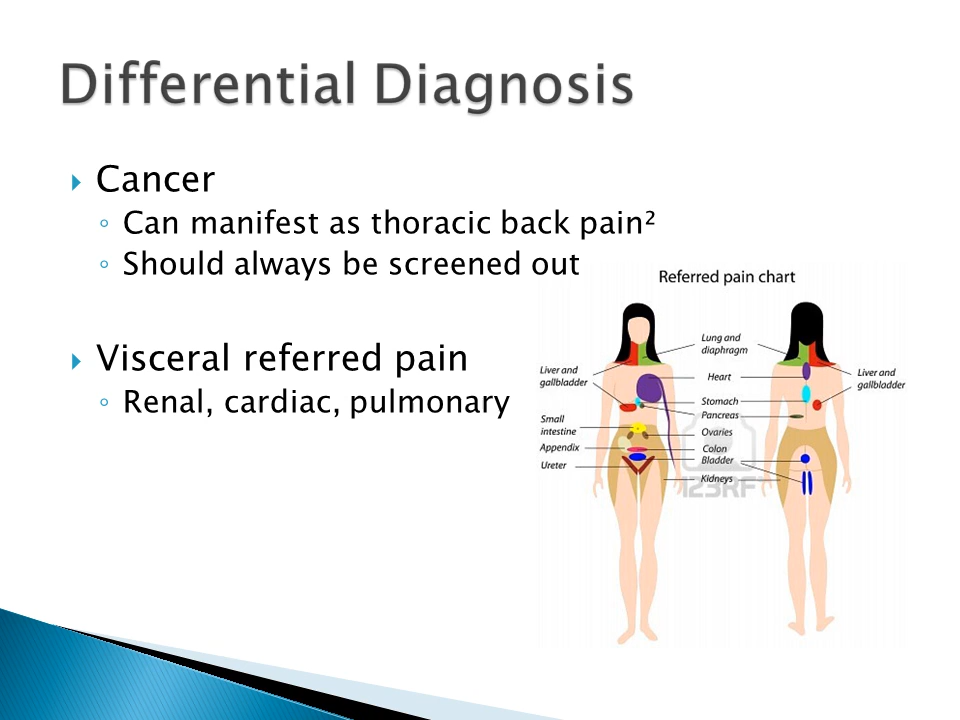 Differential Diagnosis
Cancer
Can manifest as thoracic back pain²
Should always be screened out
Visceral referred pain
Renal, cardiac, pulmonary
Referred pain chart
Lung and
diaphragm
Liver and
gallbladder
Heart
Liver and
gallbladder
Stomach
Pancreas
Small
intestine
Ovaries
Appendix
Colon
Bladder
Ureter
Kidneys
123RF